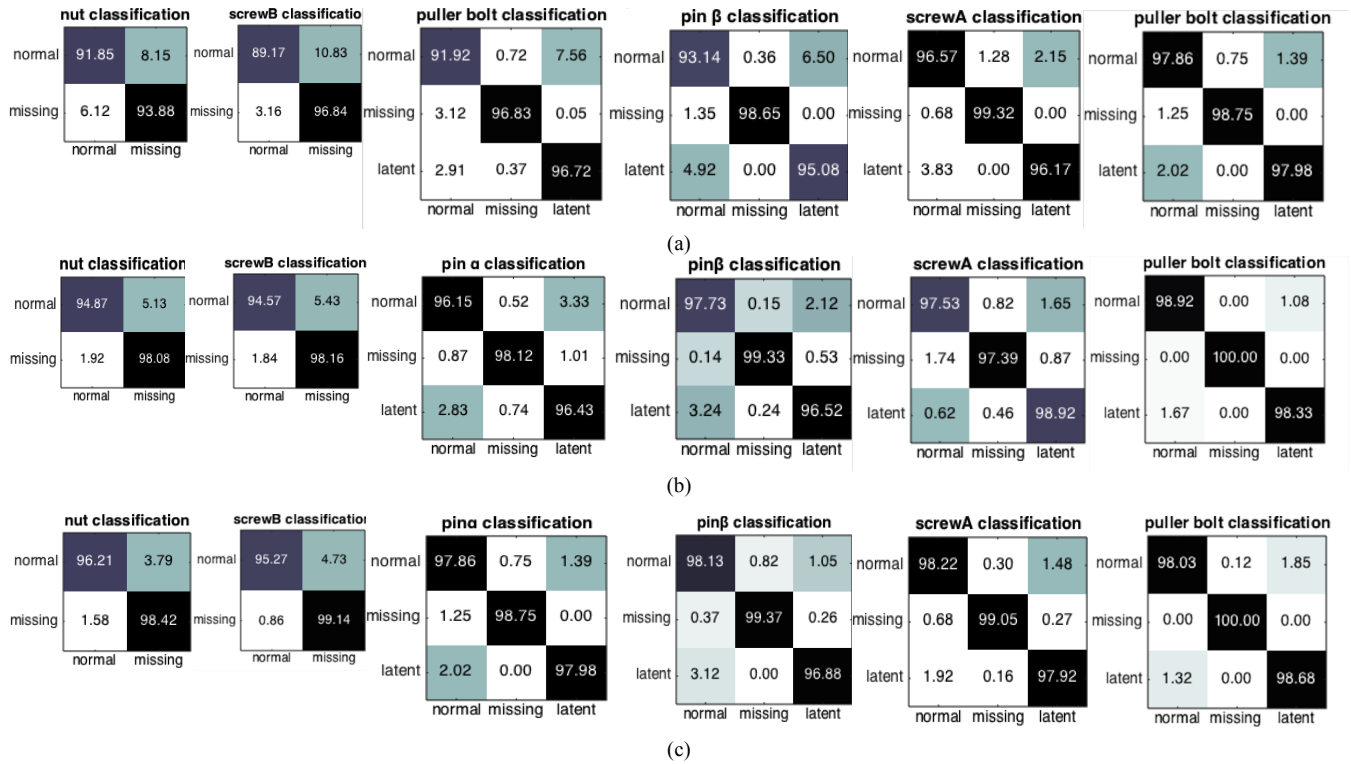 nut classification
normal 91.85 8.15
missing 6.12 93.88
normal missing
screwB classification
normal 89.17 10.83
missing 3.16 96.84
normal missing
puller bolt classification
normal 91.92 0.72 7.56
missing 3.12 96.83 0.05
latent 2.91 0.37 96.72
normal missing latent
pin β classification
normal 93.14 0.36 6.50
missing 1.35 98.65 0.00
latent 4.92 0.00 95.08
normal missing latent
screwA classification
normal 96.57 1.28 2.15
missing 0.68 99.32 0.00
latent 3.83 0.00 96.17
normal missing latent
puller bolt classification
normal 97.86 0.75 1.39
missing 1.25 98.75 0.00
latent 2.02 0.00 97.98
normal missing latent
(a)
nut classification
normal 94.87 5.13
missing 1.92 98.08
normal missing
screwB classification
normal 94.57 5.43
missing 1.84 98.16
normal missing
pin α classification
normal 96.15 0.52 3.33
missing 0.87 98.12 1.01
latent 2.83 0.74 96.43
normal missing latent
pinβ classification
normal 97.73 0.15 2.12
missing 0.14 99.33 0.53
latent 3.24 0.24 96.52
normal missing latent
screwA classification
normal 97.53 0.82 1.65
missing 1.74 97.39 0.87
latent 0.62 0.46 98.92
normal missing latent
puller bolt classification
normal 98.92 0.00 1.08
missing 0.00 100.00 0.00
latent 1.67 0.00 98.33
normal missing latent
(b)
nut classification
normal 96.21 3.79
missing 1.58 98.42
normal missing
screwB classification
normal 95.27 4.73
missing 0.86 99.14
normal missing
pinα classification
normal 97.86 0.75 1.39
missing 1.25 98.75 0.00
latent 2.02 0.00 97.98
normal missing latent
pinβ classification
normal 98.13 0.82 1.05
missing 0.37 99.37 0.26
latent 3.12 0.00 96.88
normal missing latent
screwA classification
normal 98.22 0.30 1.48
missing 0.68 99.05 0.27
latent 1.92 0.16 97.92
normal missing latent
puller bolt classification
normal 98.03 0.12 1.85
missing 0.00 100.00 0.00
latent 1.32 0.00 98.68
normal missing latent
(c)